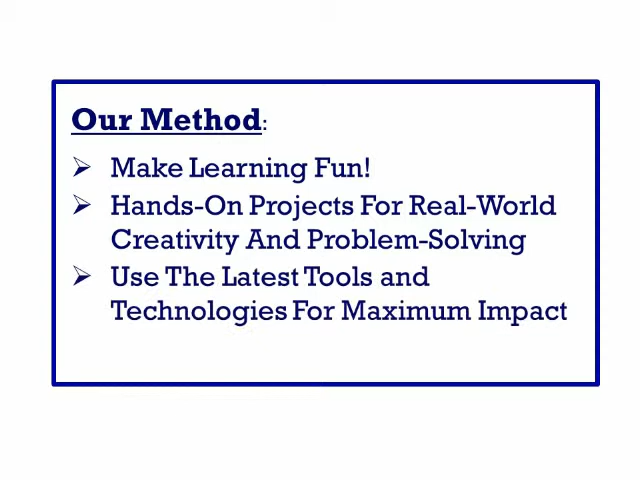 Our Method:
➢ Make Learning Fun!
➢ Hands-On Projects For Real-World
Creativity And Problem-Solving
➢ Use The Latest Tools and
Technologies For Maximum Impact